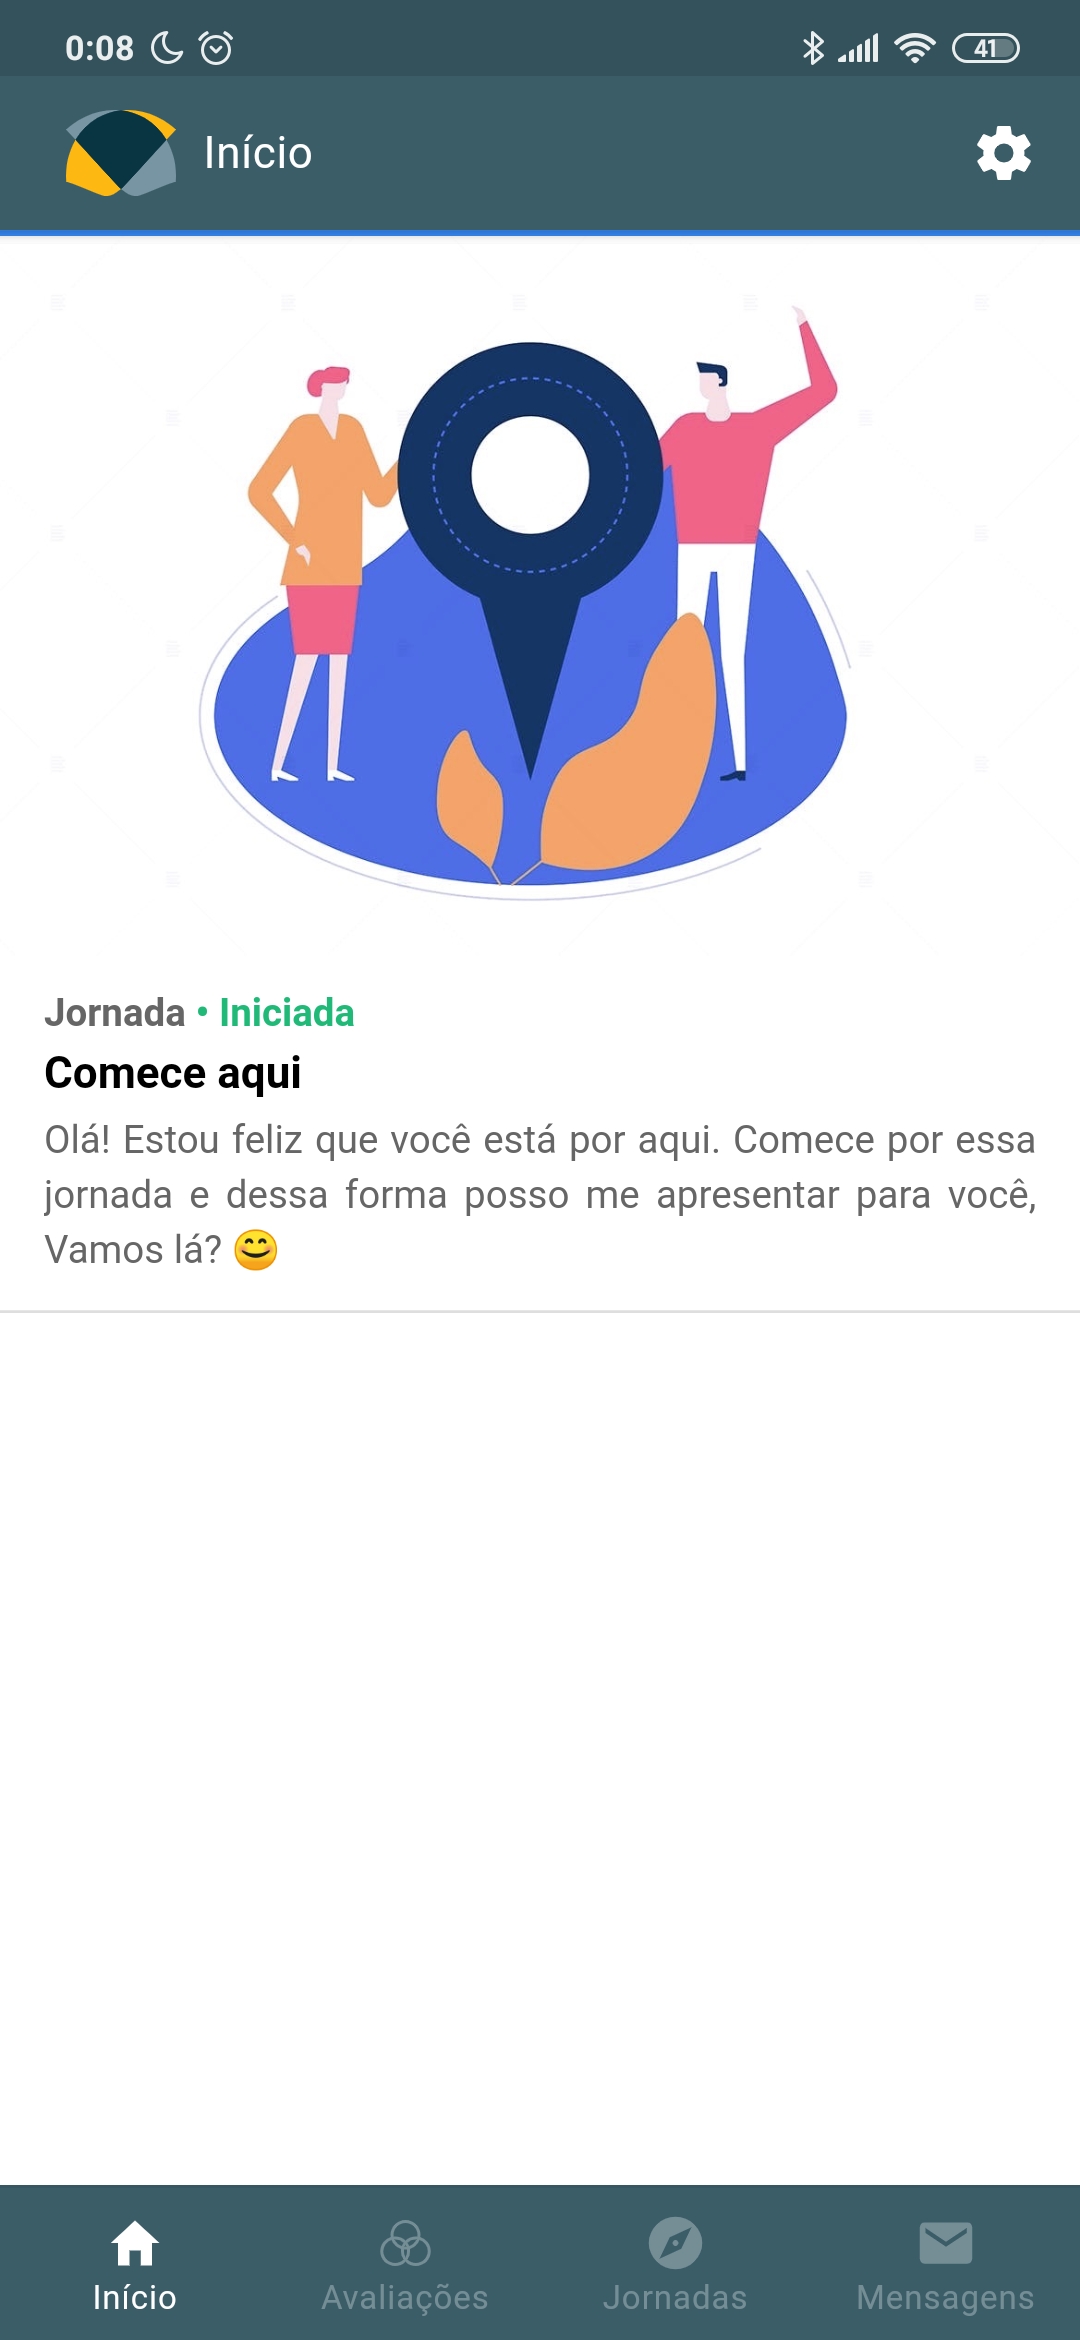 0:08
41
Início
Jornada • Iniciada
Comece aqui
Olá! Estou feliz que você está por aqui. Comece por essa
jornada e dessa forma posso me apresentar para você,
Vamos lá? 😊
Início
Avaliações
Jornadas
Mensagens